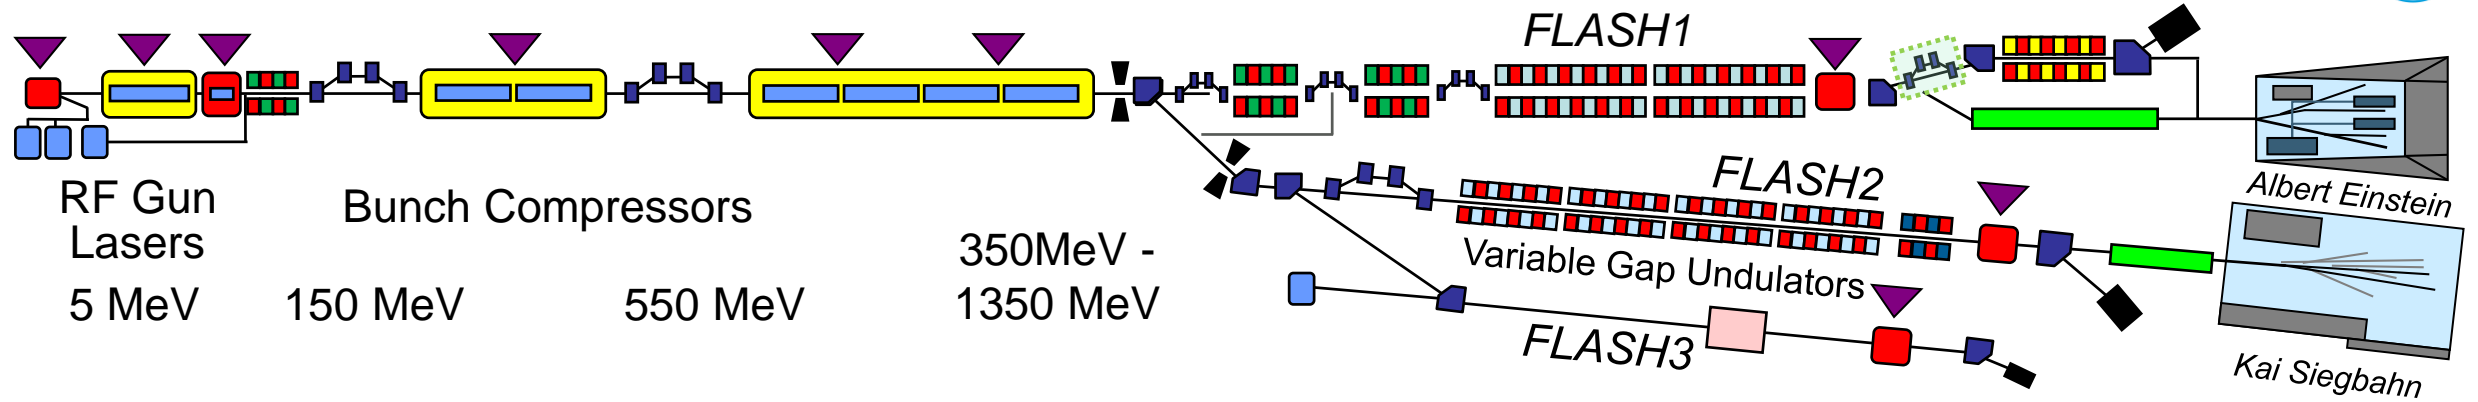 FLASH1
RF Gun
Lasers
Bunch Compressors
FLASH2
Albert Einstein
350MeV -
Variable Gap Undulators
5 MeV
150 MeV
550 MeV
1350 MeV
FLASH3
Kai Siegbahn